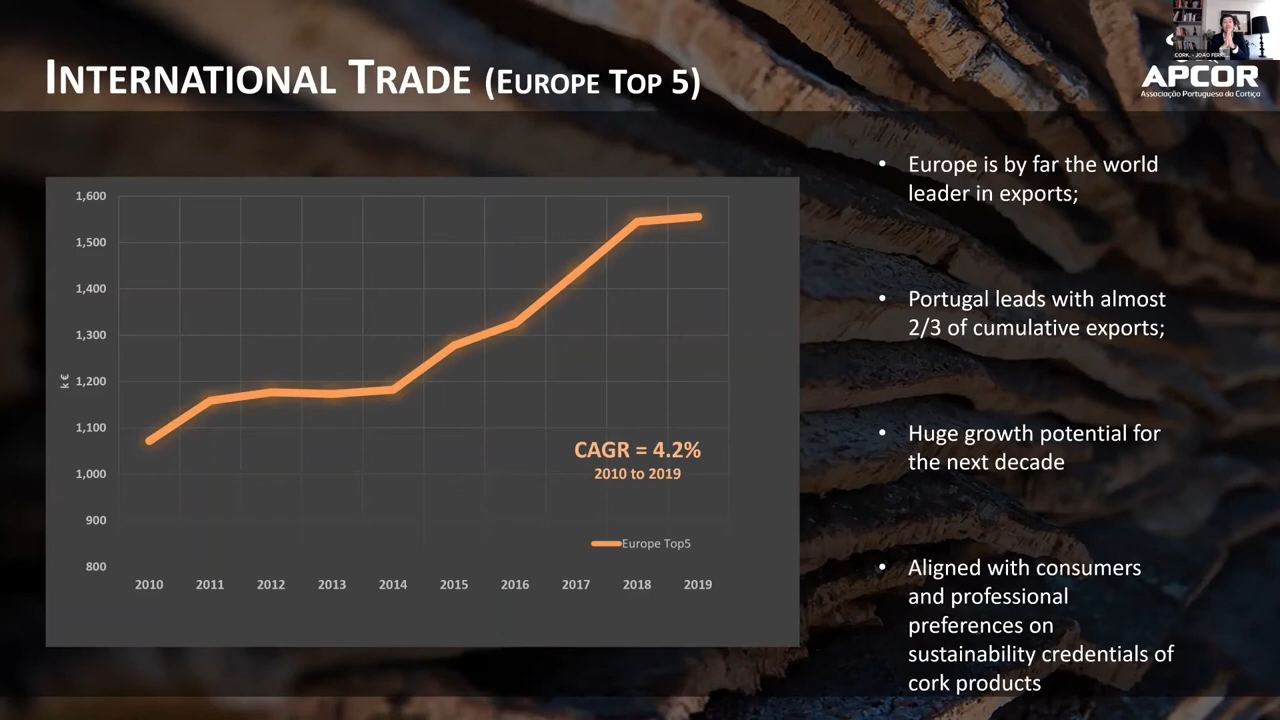 INTERNATIONAL TRADE (EUROPE TOP 5)
APCOR
Associação Portuguesa da Cortiça
1,600
1,500
1,400
1,300
1,200
1,100
1,000
900
800
k €
2010 2011 2012 2013 2014 2015 2016 2017 2018 2019
CAGR = 4.2%
2010 to 2019
Europe Top5
• Europe is by far the world
leader in exports;
• Portugal leads with almost
2/3 of cumulative exports;
• Huge growth potential for
the next decade
• Aligned with consumers
and professional
preferences on
sustainability credentials of
cork products